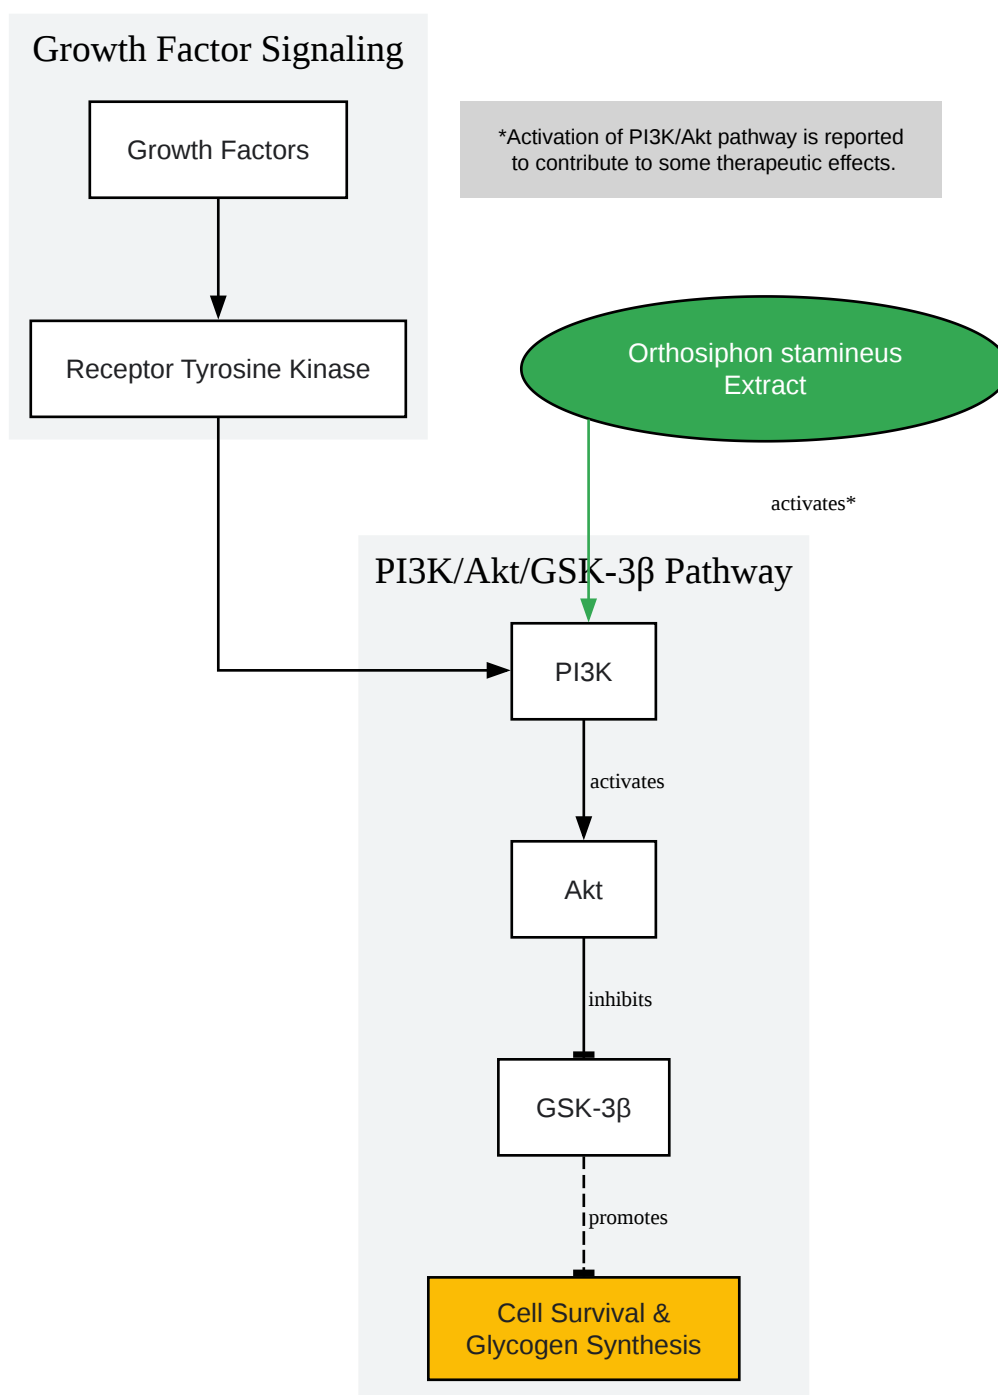 Growth Factor Signaling
Growth Factors
*Activation of PI3K/Akt pathway is reported
to contribute to some therapeutic effects.
Receptor Tyrosine Kinase
Orthosiphon stamineus
Extract
activates*
PI3K/Akt/GSK-3β Pathway
PI3K
activates
Akt
inhibits
GSK-3β
promotes
Cell Survival &
Glycogen Synthesis